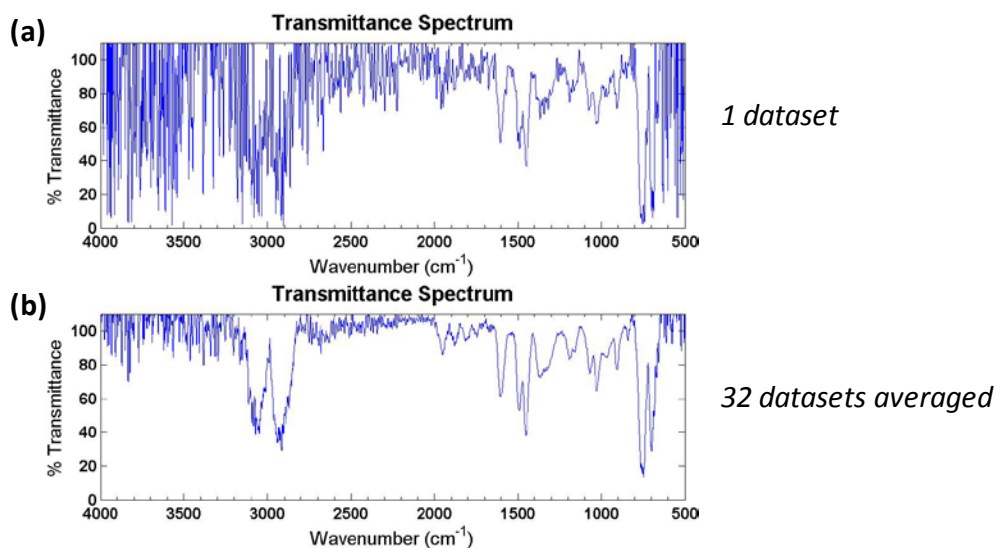 (a)
Transmittance Spectrum
% Transmittance
100
80
60
40
20
0
4000 3500 3000 2500 2000 1500 1000 500
Wavenumber (cm⁻¹)
1 dataset
(b)
Transmittance Spectrum
% Transmittance
100
80
60
40
20
0
4000 3500 3000 2500 2000 1500 1000 500
Wavenumber (cm⁻¹)
32 datasets averaged